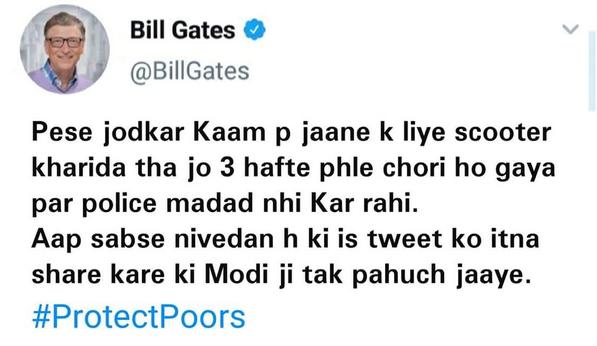 Bill Gates
@BillGates
Pese jodkar Kaam p jaane k liye scooter
kharida tha jo 3 hafte phle chori ho gaya
par police madad nhi Kar rahi.
Aap sabse nivedan h ki is tweet ko itna
share kare ki Modi ji tak pahuch jaaye.
#ProtectPoors